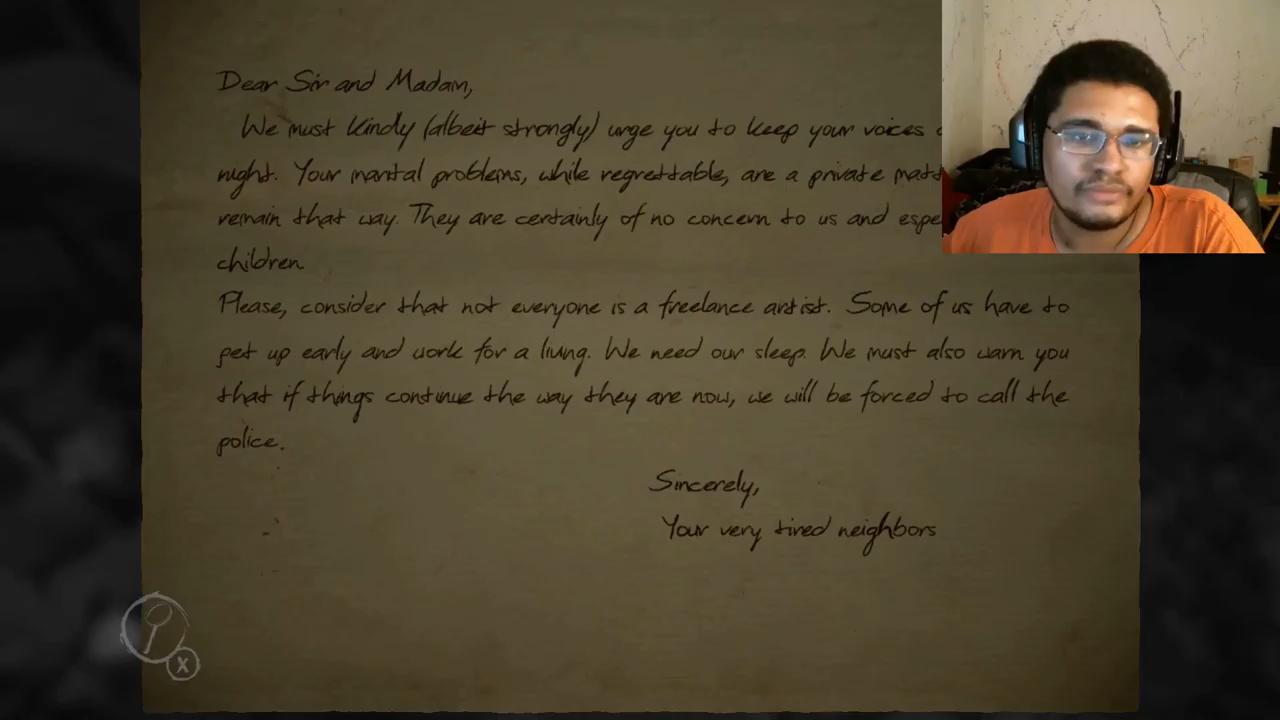 Dear Sir and Madam,
We must kindly (albeit strongly) urge you to keep your voices
night. Your marital problems, while regrettable, are a private
remain that way. They are certainly of no concern to us and
children.
Please, consider that not everyone is a freelance artist. Some of us have to
get up early and work for a living. We need our sleep. We must also warn you
that if things continue the way they are now, we will be forced to call the
police.
Sincerely,
Your very tired neighbors
X